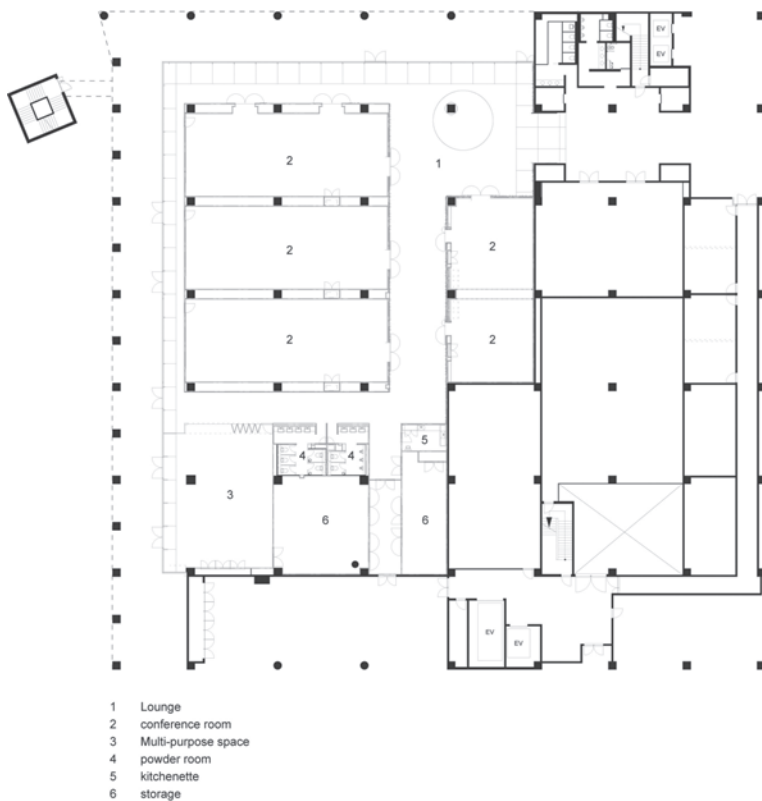 EV
EV
2
1
2
2
2
2
4
4
5
3
6
6
EV
EV
1 Lounge
2 conference room
3 Multi-purpose space
4 powder room
5 kitchenette
6 storage